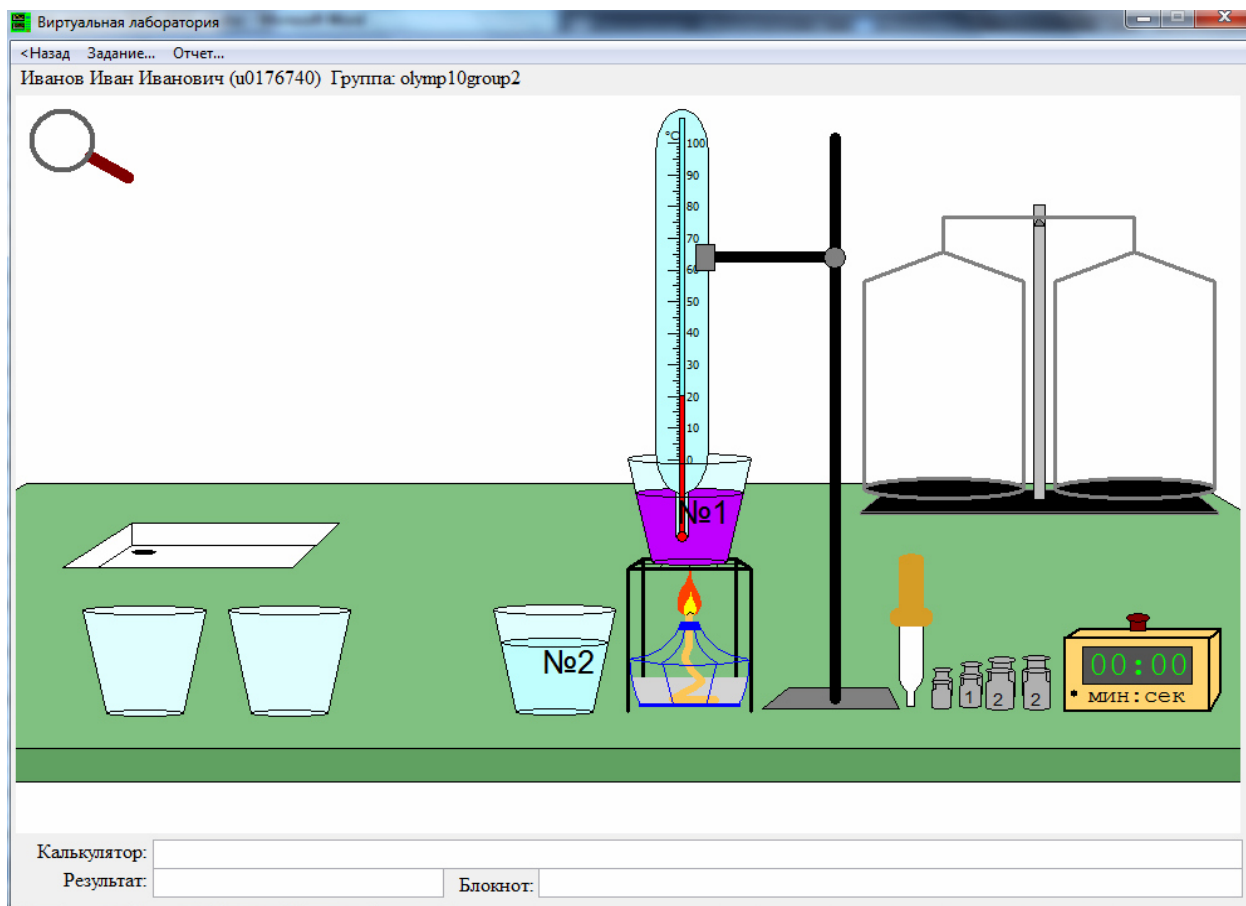 Виртуальная лаборатория
<Назад Задание... Отчет...
Иванов Иван Иванович (u0176740) Группа: olymp10group2
°C
100
90
80
70
60
50
40
30
20
10
0
№1
№2
1 2 2
00:00
мин:сек
Калькулятор:
Результат: Блокнот: